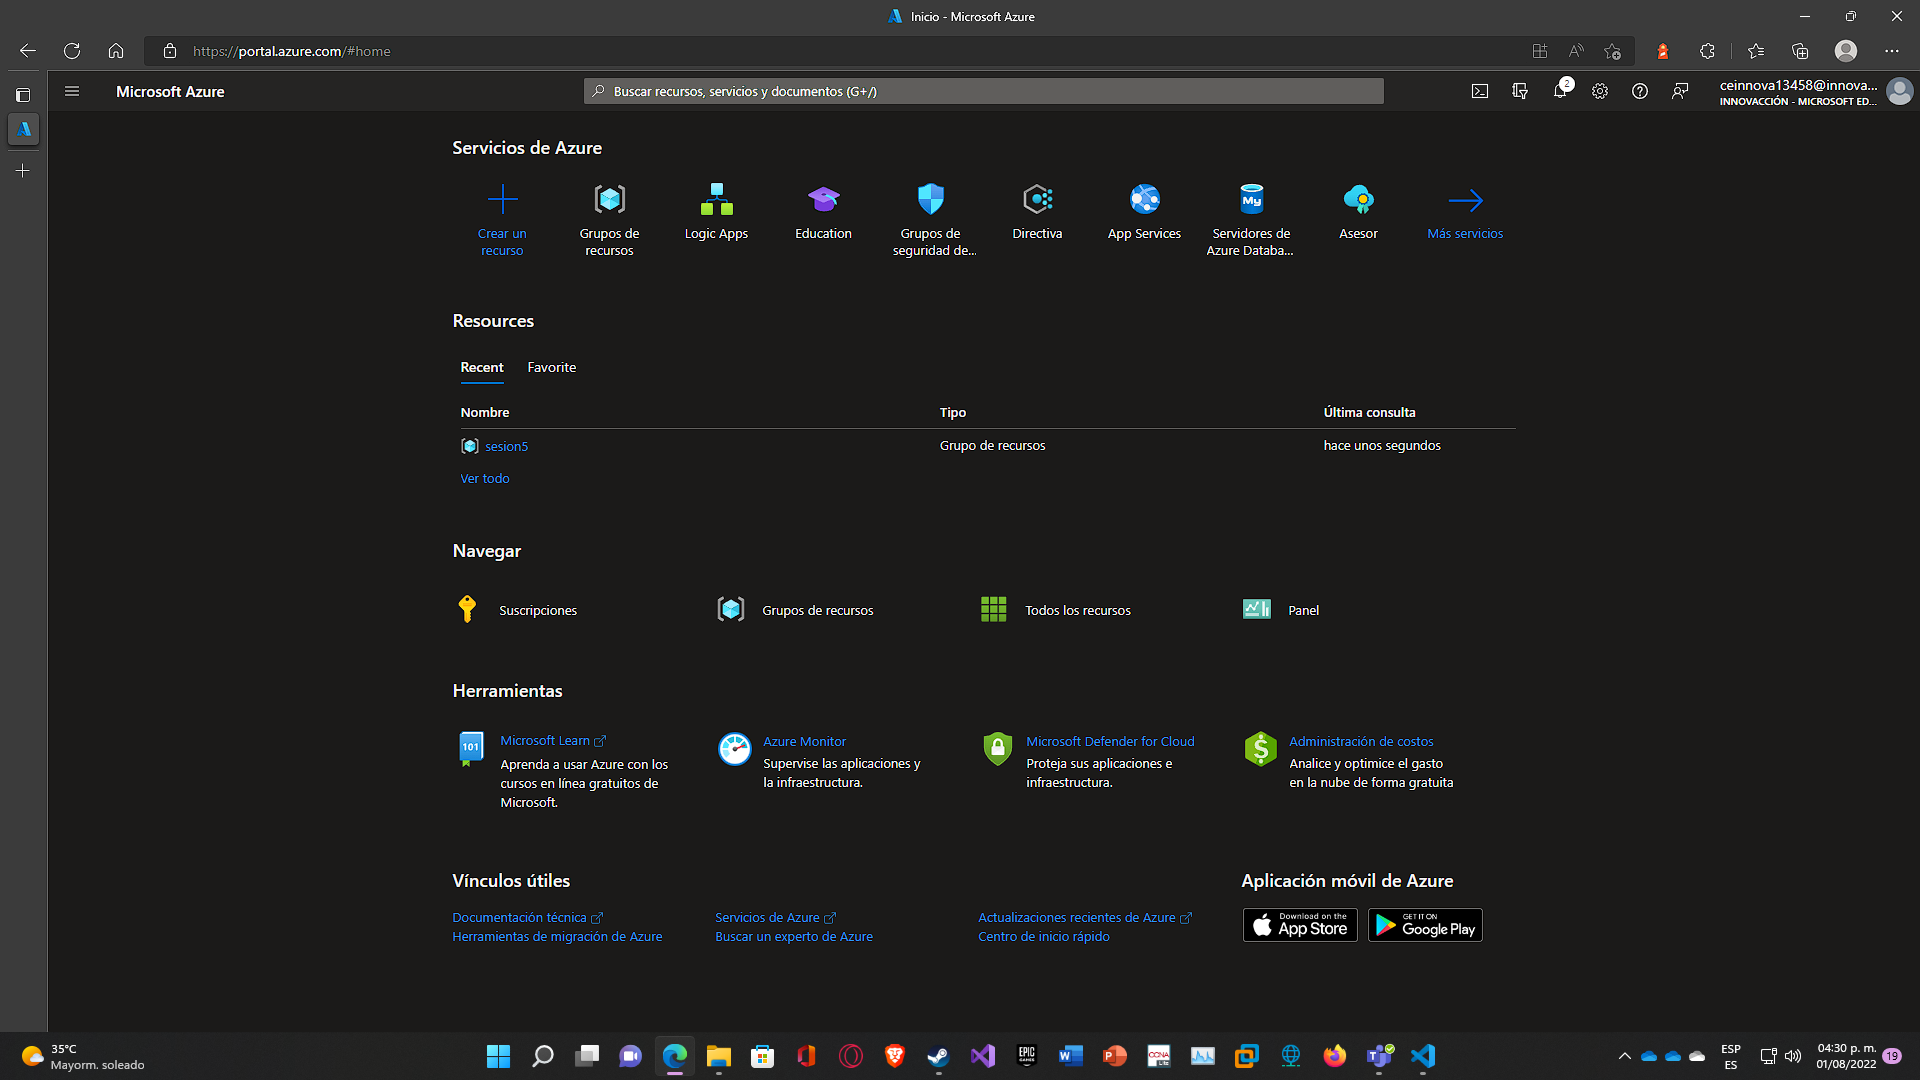 Inicio - Microsoft Azure
https://portal.azure.com/#home
Microsoft Azure
Buscar recursos, servicios y documentos (G+/)
2
ceinnova13458@innova...
INNOVACCIÓN - MICROSOFT ED...
Servicios de Azure
Crear un
recurso
Grupos de
recursos
Logic Apps
Education
Grupos de
seguridad de...
Directiva
App Services
My
Servidores de
Azure Databa...
Asesor
Más servicios
Resources
Recent
Favorite
Nombre
Tipo
Última consulta
sesion5
Grupo de recursos
hace unos segundos
Ver todo
Navegar
Suscripciones
Grupos de recursos
Todos los recursos
Panel
Herramientas
101
Microsoft Learn
Aprenda a usar Azure con los
cursos en línea gratuitos de
Microsoft.
Azure Monitor
Supervise las aplicaciones y
la infraestructura.
Microsoft Defender for Cloud
Proteja sus aplicaciones e
infraestructura.
$
Administración de costos
Analice y optimice el gasto
en la nube de forma gratuita
Vínculos útiles
Documentación técnica
Herramientas de migración de Azure
Servicios de Azure
Buscar un experto de Azure
Actualizaciones recientes de Azure
Centro de inicio rápido
Aplicación móvil de Azure
Download on the
App Store
GET IT ON
Google Play
35°C
Mayorm. soleado
EPIC
GAMES
W
P
CCNA
Lite
T
ESP
ES
04:30 p. m.
01/08/2022
19